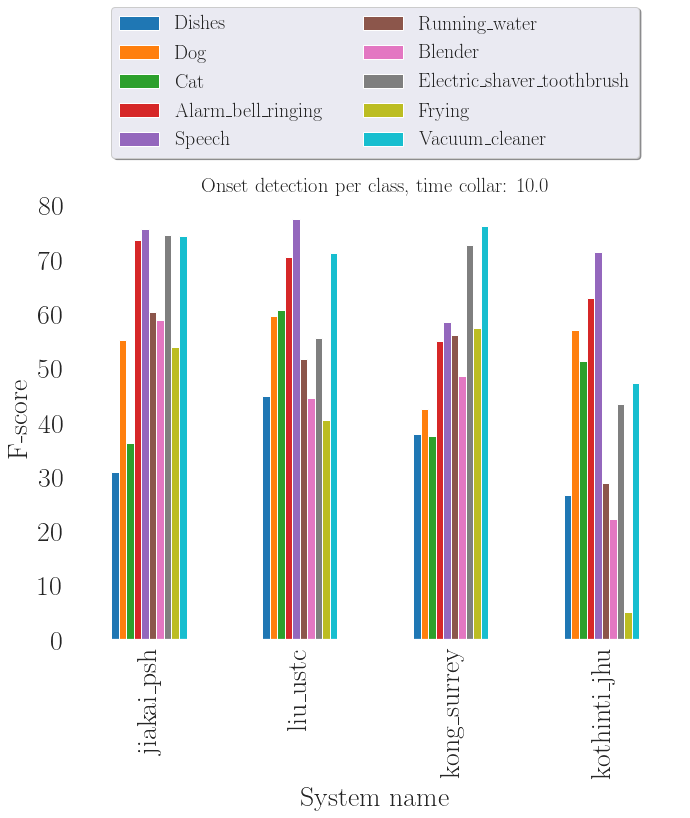 Dishes
Dog
Cat
Alarm_bell_ringing
Speech
Running_water
Blender
Electric_shaver_toothbrush
Frying
Vacuum_cleaner
Onset detection per class, time collar: 10.0
80
70
60
50
40
30
20
10
0
F-score
jiakai_psh
liu_ustc
kong_surrey
kothinti_jhu
System name